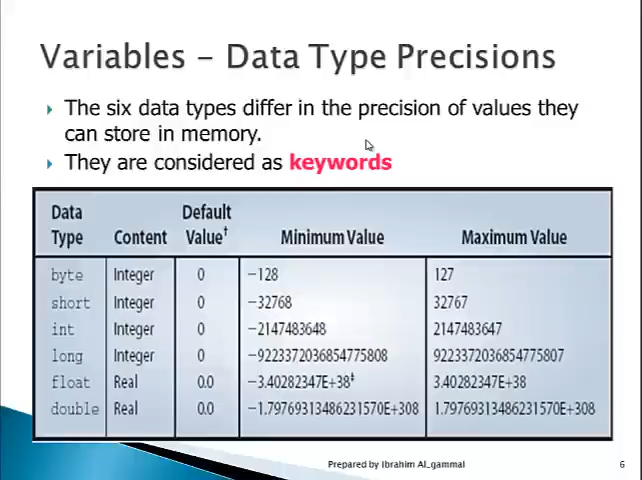 Variables – Data Type Precisions
The six data types differ in the precision of values they
can store in memory.
They are considered as keywords
Data Type Content Default Value† Minimum Value Maximum Value
byte Integer 0 −128 127
short Integer 0 −32768 32767
int Integer 0 −2147483648 2147483647
long Integer 0 −9223372036854775808 9223372036854775807
float Real 0.0 −3.40282347E+38‡ 3.40282347E+38
double Real 0.0 −1.79769313486231570E+308 1.79769313486231570E+308
Prepared by Ibrahim Al_gammal 6